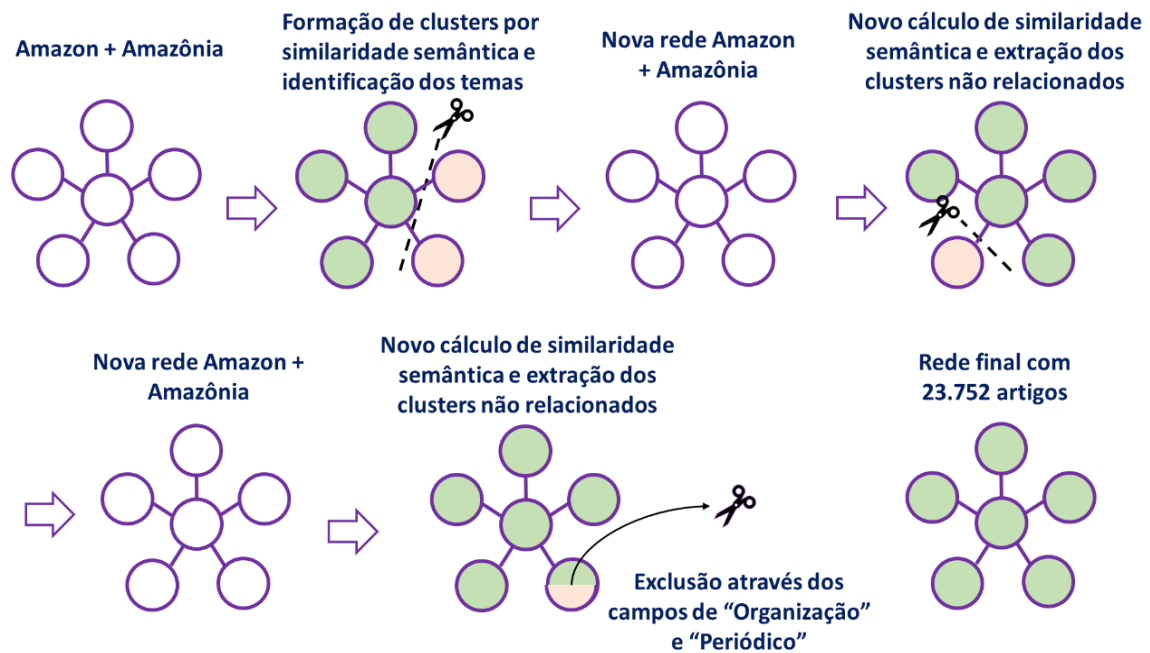 Amazon + Amazônia
Formação de clusters por
similaridade semântica e
identificação dos temas
Nova rede Amazon
+ Amazônia
Novo cálculo de similaridade
semântica e extração dos
clusters não relacionados
Nova rede Amazon +
Amazônia
Novo cálculo de similaridade
semântica e extração dos
clusters não relacionados
Exclusão através dos
campos de “Organização”
e “Periódico”
Rede final com
23.752 artigos